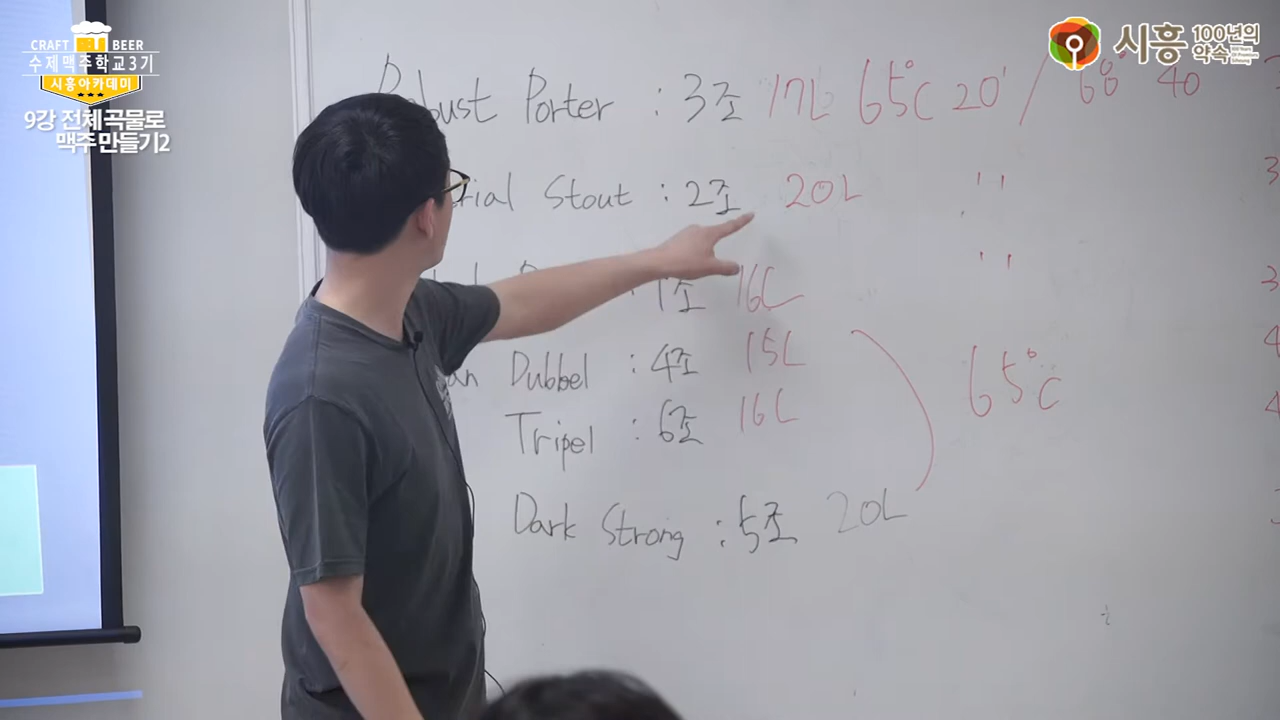 CRAFT BEER
수제맥주학교3기
시흥아카데미
9강 전체곡물로
맥주만들기2
시흥 100년의
약속
Porter : 3조 17L 65°C 20' / 68° 40
Stout : 2조 20L ''
1조 16L ''
Dubbel : 4조 15L
65°C
Tripel : 6조 16L
Dark Strong : 5조 20L